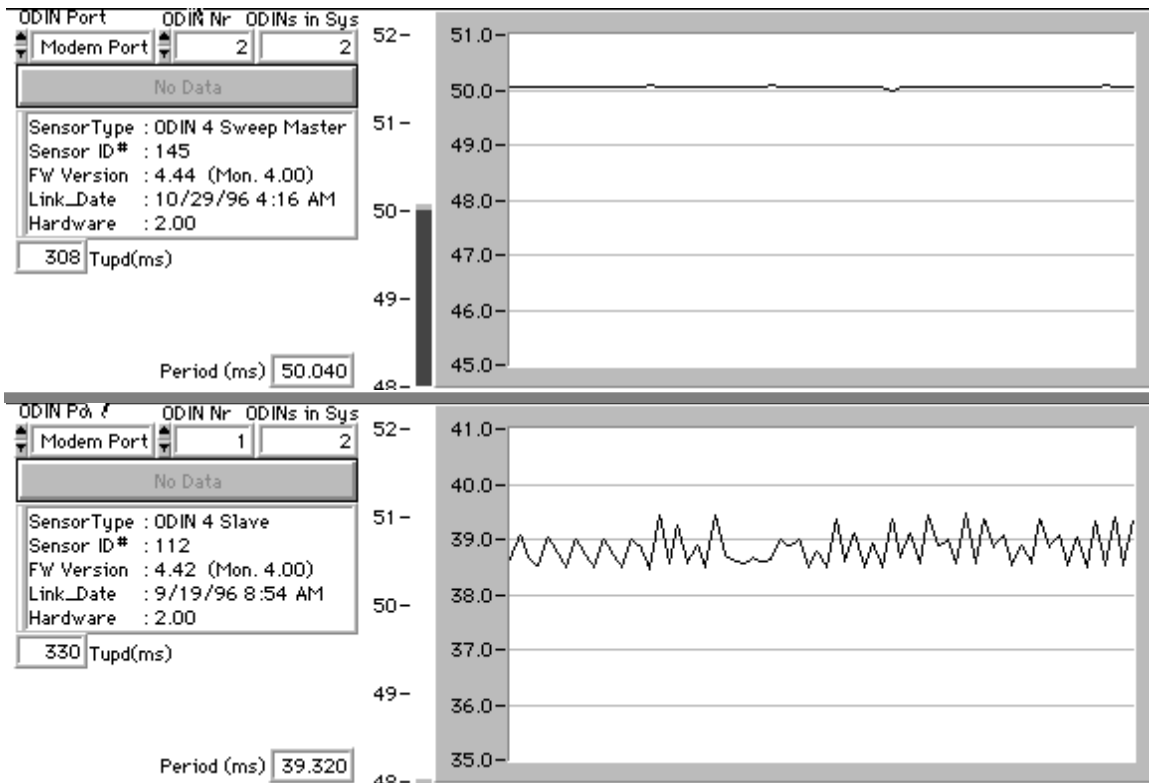 ODIN Port ODIN Nr ODINs in Sys
Modem Port 2 2
No Data
SensorType : ODIN 4 Sweep Master
Sensor ID# : 145
FW Version : 4.44 (Mon. 4.00)
Link_Date : 10/29/96 4:16 AM
Hardware : 2.00
308 Tupd(ms)
Period (ms) 50.040
52
51
50
49
48
51.0
50.0
49.0
48.0
47.0
46.0
45.0
ODIN ODIN Nr ODINs in Sys
Modem Port 1 2
No Data
SensorType : ODIN 4 Slave
Sensor ID# : 112
FW Version : 4.42 (Mon. 4.00)
Link_Date : 9/19/96 8:54 AM
Hardware : 2.00
330 Tupd(ms)
Period (ms) 39.320
52
51
50
49
48
41.0
40.0
39.0
38.0
37.0
36.0
35.0